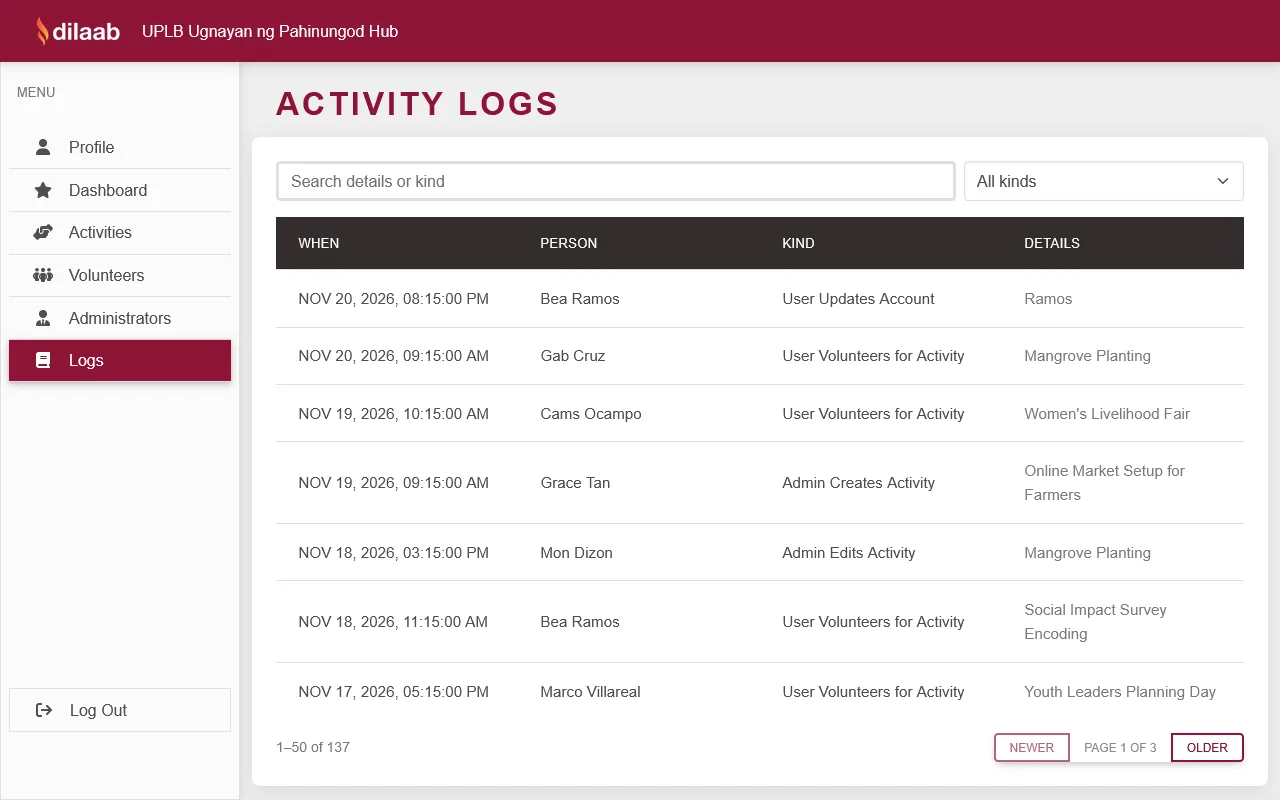 dilaab UPLB Ugnayan ng Pahinungod Hub
MENU
Profile
Dashboard
Activities
Volunteers
Administrators
Logs
Log Out
ACTIVITY LOGS
Search details or kind
All kinds
WHEN PERSON KIND DETAILS
NOV 20, 2026, 08:15:00 PM Bea Ramos User Updates Account Ramos
NOV 20, 2026, 09:15:00 AM Gab Cruz User Volunteers for Activity Mangrove Planting
NOV 19, 2026, 10:15:00 AM Cams Ocampo User Volunteers for Activity Women's Livelihood Fair
NOV 19, 2026, 09:15:00 AM Grace Tan Admin Creates Activity Online Market Setup for
Farmers
NOV 18, 2026, 03:15:00 PM Mon Dizon Admin Edits Activity Mangrove Planting
NOV 18, 2026, 11:15:00 AM Bea Ramos User Volunteers for Activity Social Impact Survey
Encoding
NOV 17, 2026, 05:15:00 PM Marco Villareal User Volunteers for Activity Youth Leaders Planning Day
1–50 of 137
NEWER PAGE 1 OF 3 OLDER